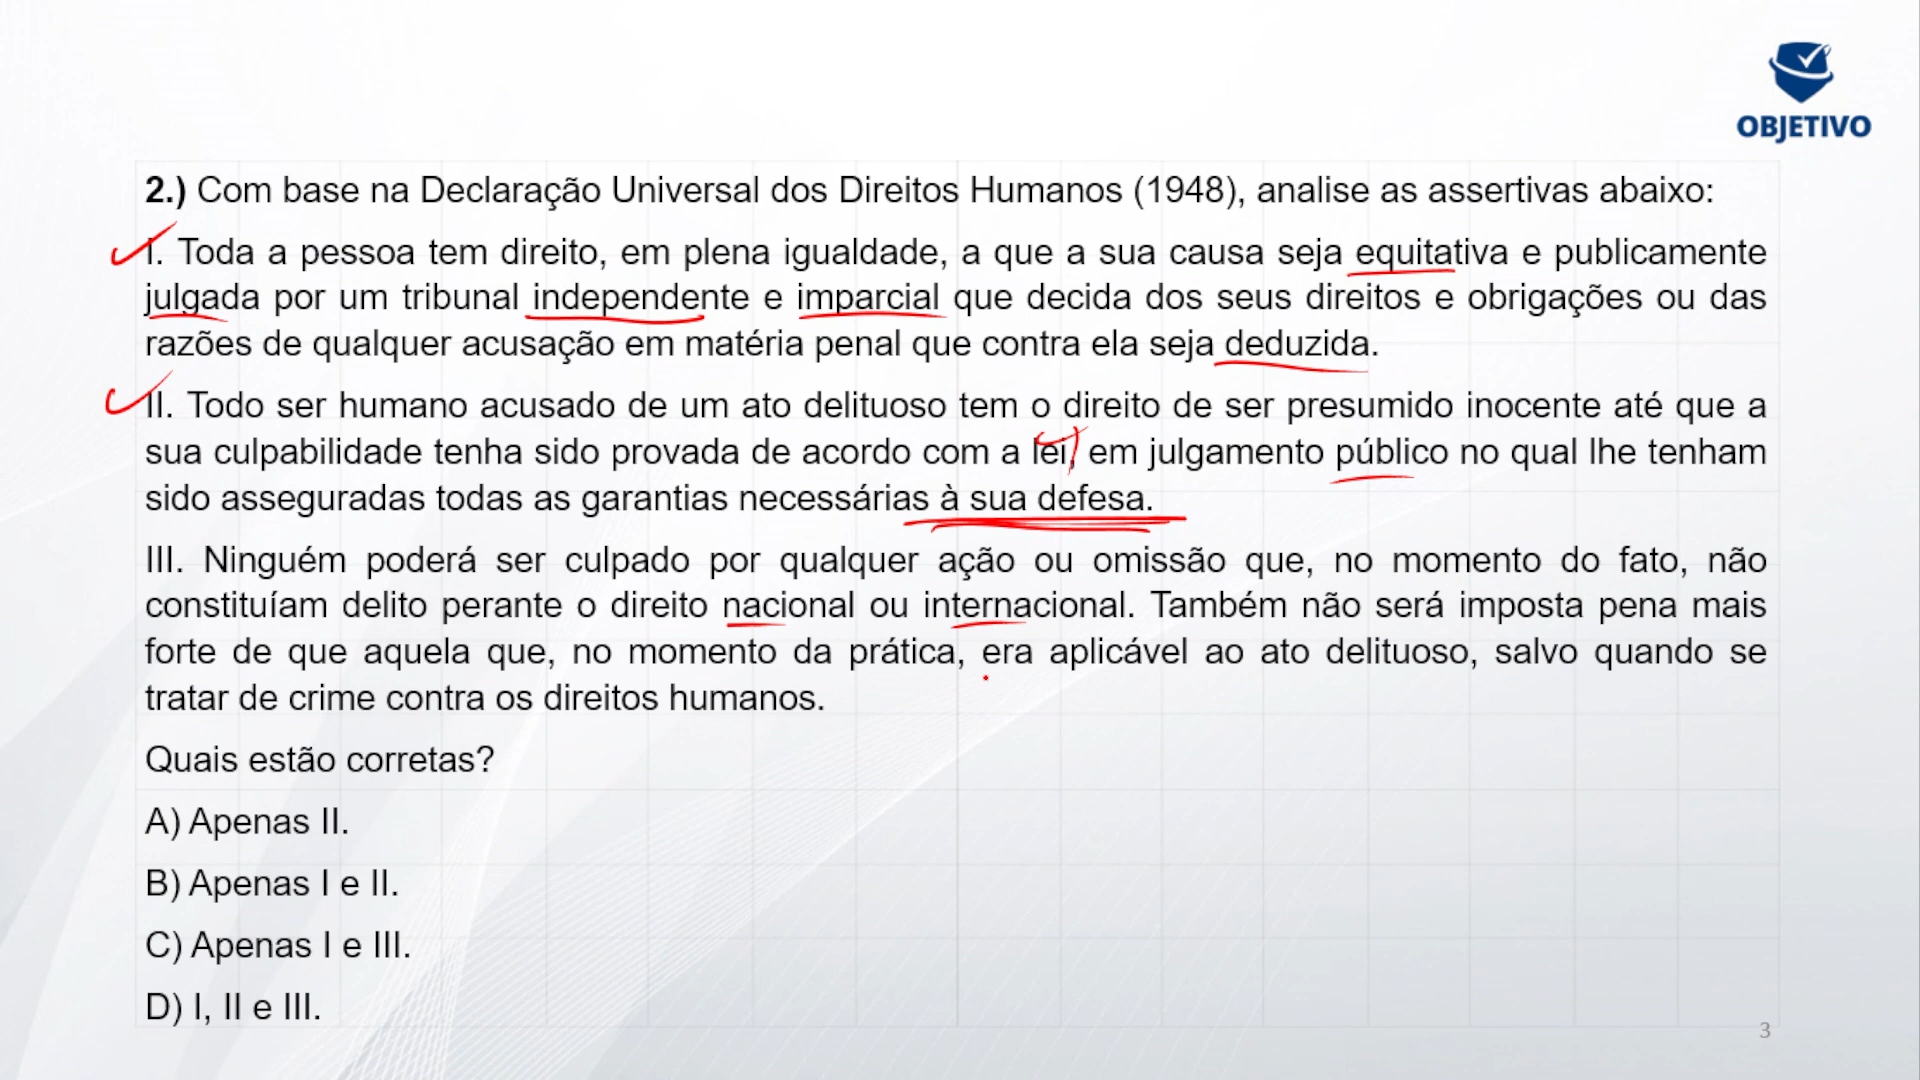 OBJETIVO
2.) Com base na Declaração Universal dos Direitos Humanos (1948), analise as assertivas abaixo:
I. Toda a pessoa tem direito, em plena igualdade, a que a sua causa seja equitativa e publicamente
julgada por um tribunal independente e imparcial que decida dos seus direitos e obrigações ou das
razões de qualquer acusação em matéria penal que contra ela seja deduzida.
II. Todo ser humano acusado de um ato delituoso tem o direito de ser presumido inocente até que a
sua culpabilidade tenha sido provada de acordo com a lei, em julgamento público no qual lhe tenham
sido asseguradas todas as garantias necessárias à sua defesa.
III. Ninguém poderá ser culpado por qualquer ação ou omissão que, no momento do fato, não
constituíam delito perante o direito nacional ou internacional. Também não será imposta pena mais
forte de que aquela que, no momento da prática, era aplicável ao ato delituoso, salvo quando se
tratar de crime contra os direitos humanos.
Quais estão corretas?
A) Apenas II.
B) Apenas I e II.
C) Apenas I e III.
D) I, II e III.
3